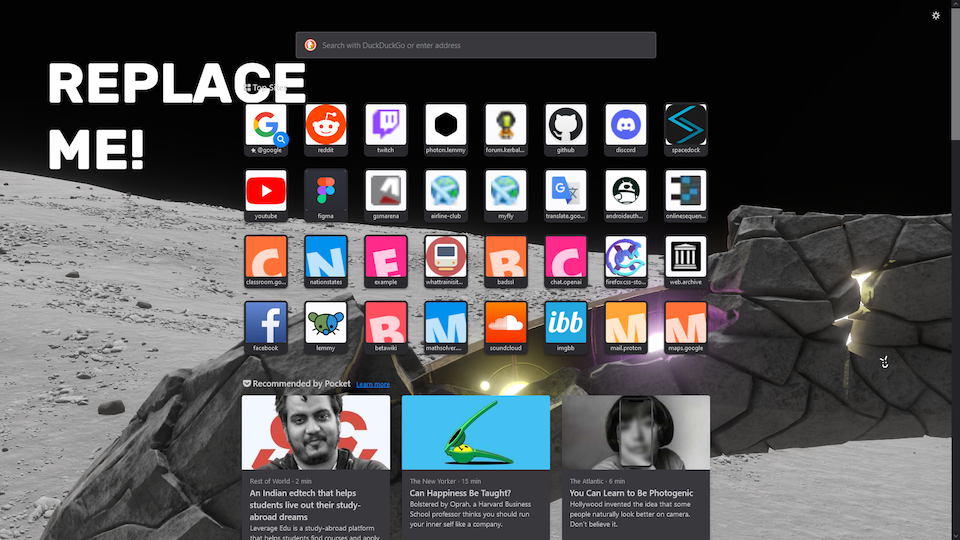 Search with DuckDuckGo or enter address
REPLACE
ME!
Top Sites
@google
reddit
twitch
photon.lemmy
forum.kerbal...
github
discord
spacedock
youtube
figma
gsmarena
airline-club
myfly
translate.goo...
androidauth...
onlinesequen...
classroom.go...
nationstates
example
whattrainisit...
badssl
chat.openai
firefoxcss-sto...
web.archive
facebook
lemmy
betawiki
mathsolver....
soundcloud
ibb
imgbb
mail.proton
maps.google
Recommended by Pocket Learn more
Rest of World · 2 min
An Indian edtech that helps
students live out their study-
abroad dreams
Leverage Edu is a study-abroad platform
that helps students find courses and apply
The New Yorker · 15 min
Can Happiness Be Taught?
Bolstered by Oprah, a Harvard Business
School professor thinks you should run
your inner self like a company.
The Atlantic · 6 min
You Can Learn to Be Photogenic
Hollywood invented the idea that some
people naturally look better on camera.
Don't believe it.